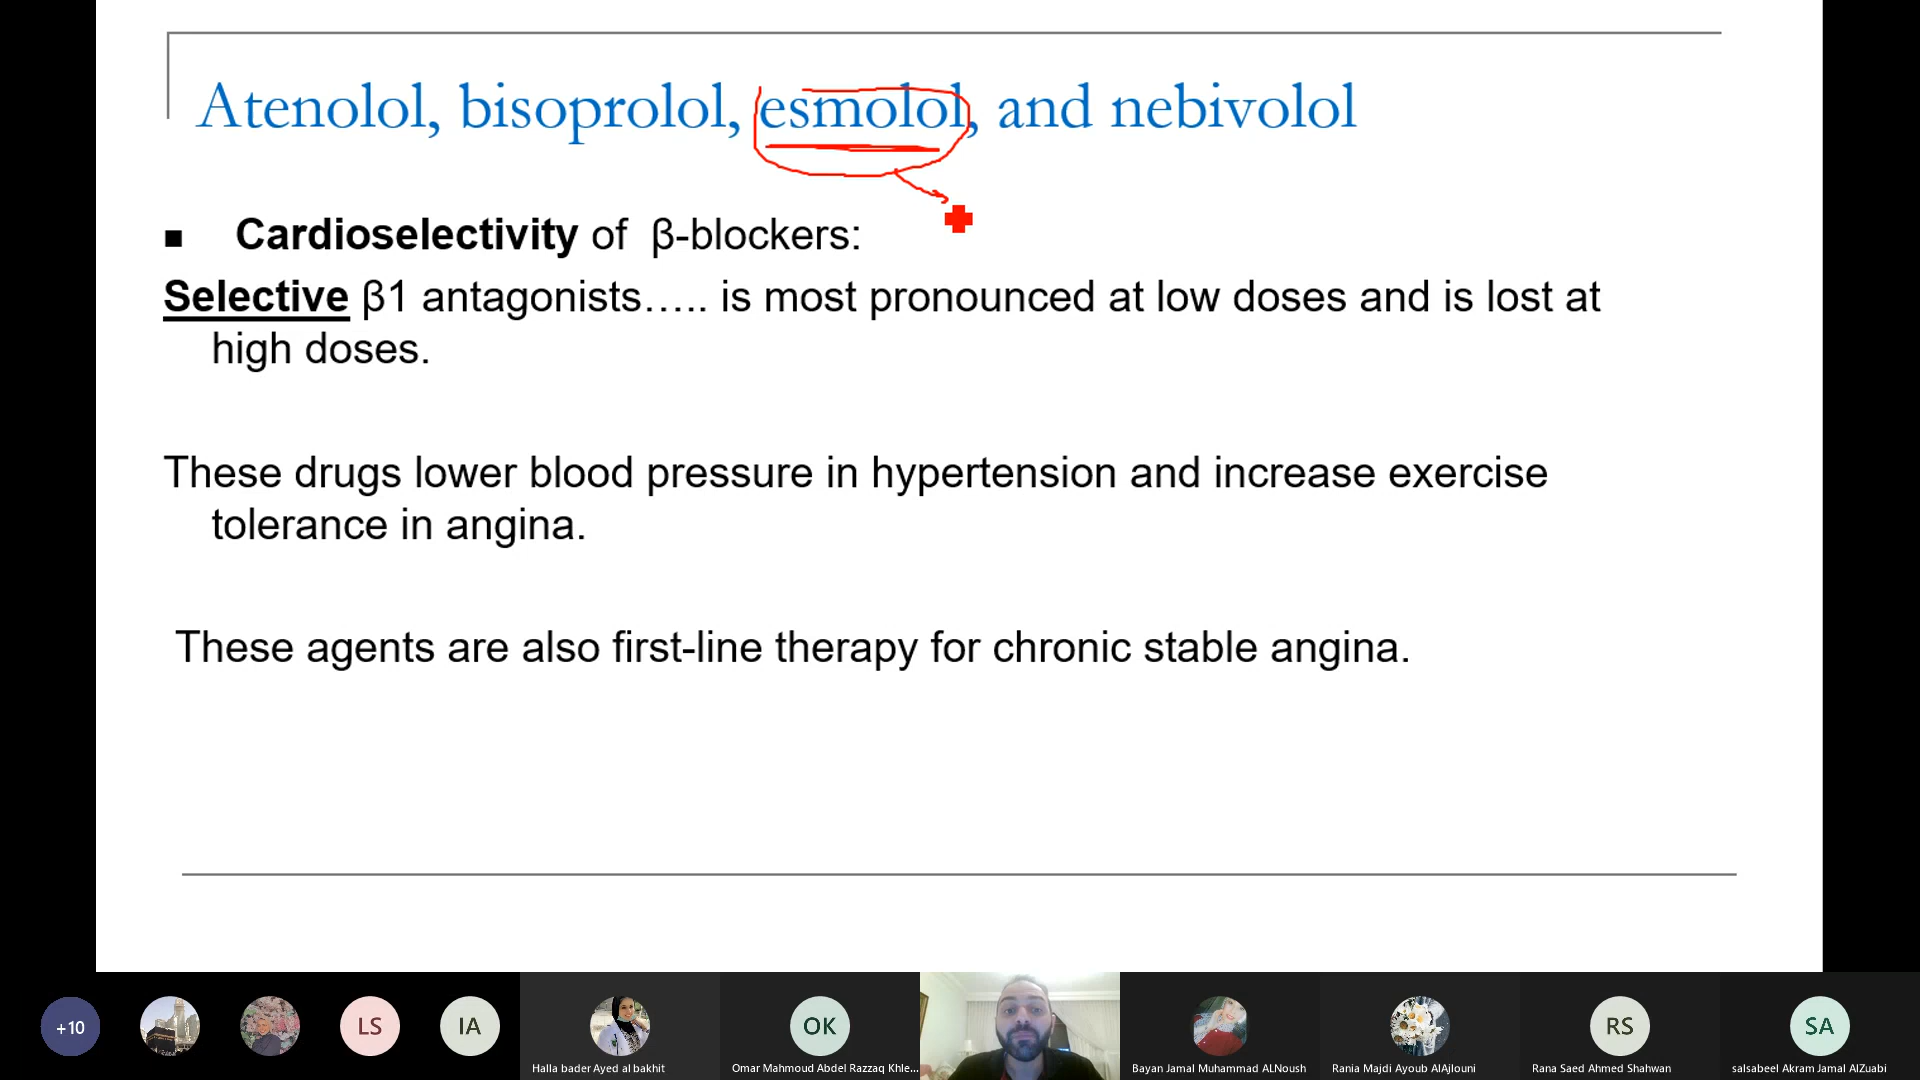 Atenolol, bisoprolol, esmolol, and nebivolol
■ Cardioselectivity of β-blockers:
Selective β1 antagonists….. is most pronounced at low doses and is lost at
high doses.
These drugs lower blood pressure in hypertension and increase exercise
tolerance in angina.
These agents are also first-line therapy for chronic stable angina.
+10
LS
IA
OK
RS
SA
Halla bader Ayed al bakhit
Omar Mahmoud Abdel Razzaq Khle...
Bayan Jamal Muhammad ALNoush
Rania Majdi Ayoub AlAjlouni
Rana Saed Ahmed Shahwan
salsabeel Akram Jamal AlZuabi